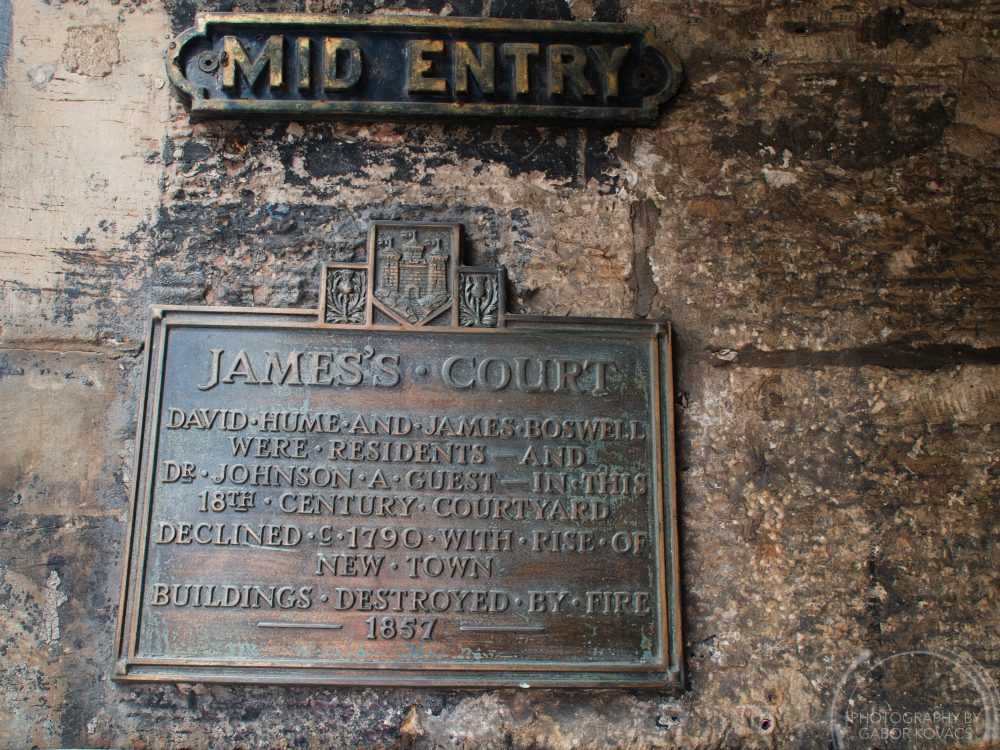 MID ENTRY
JAMES'S · COURT
DAVID·HUME·AND·JAMES·BOSWELL
WERE·RESIDENTS—AND
DR·JOHNSON·A·GUEST—IN·THIS
18TH·CENTURY·COURTYARD
DECLINED·C·1790·WITH·RISE·OF
NEW·TOWN
BUILDINGS·DESTROYED·BY·FIRE
1857
PHOTOGRAPHY BY
GABOR KOVACS